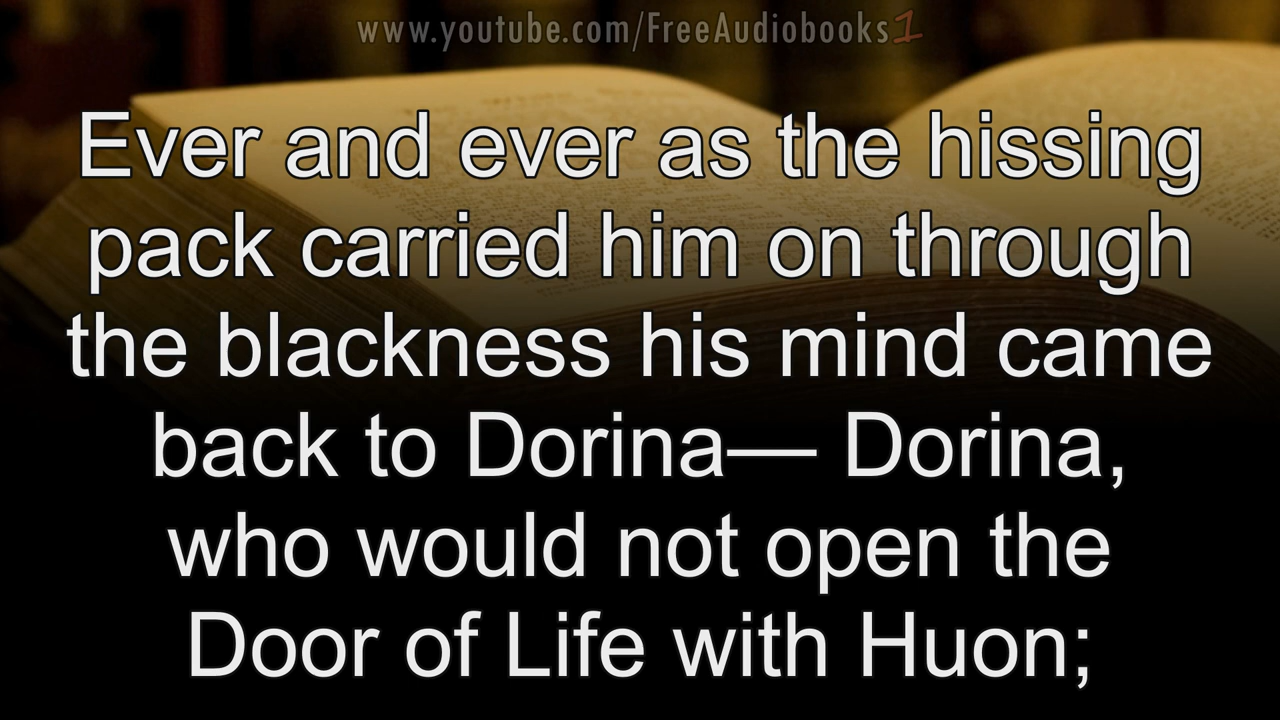 www.youtube.com/FreeAudiobooks1
Ever and ever as the hissing
pack carried him on through
the blackness his mind came
back to Dorina— Dorina,
who would not open the
Door of Life with Huon;